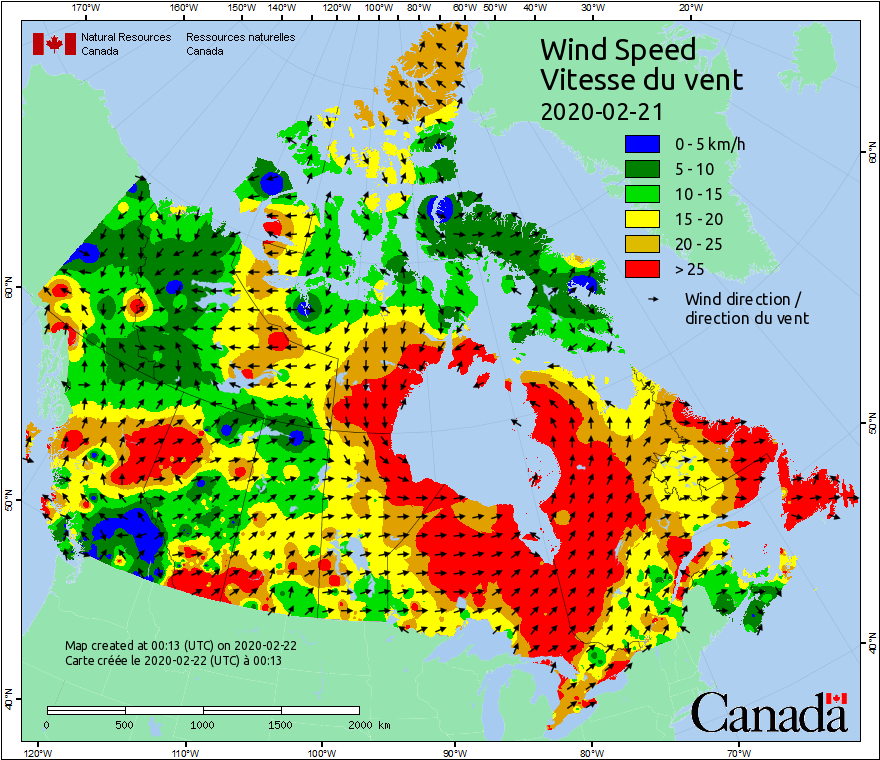 170°W 160°W 150°W 140°W 130°W 120°W 110°W 100°W 90°W 80°W 70°W 60°W 50°W 40°W 30°W 20°W
Natural Resources Ressources naturelles
Canada Canada
Wind Speed
Vitesse du vent
2020-02-21
0 - 5 km/h
5 - 10
10 - 15
15 - 20
20 - 25
> 25
Wind direction /
direction du vent
60°N
60°N
50°N
50°N
40°N
40°N
Map created at 00:13 (UTC) on 2020-02-22
Carte créée le 2020-02-22 (UTC) à 00:13
0 500 1000 1500 2000 km
Canada
120°W 110°W 100°W 90°W 80°W 70°W